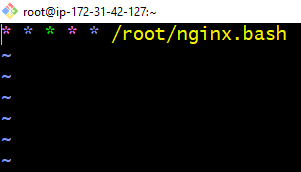 root@ip-172-31-42-127:~
* * * * * /root/nginx.bash
~
~
~
~
~